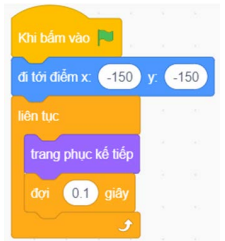 Khi bấm vào
đi tới điểm x: -150 y: -150
liên tục
trang phục kế tiếp
đợi 0.1 giây